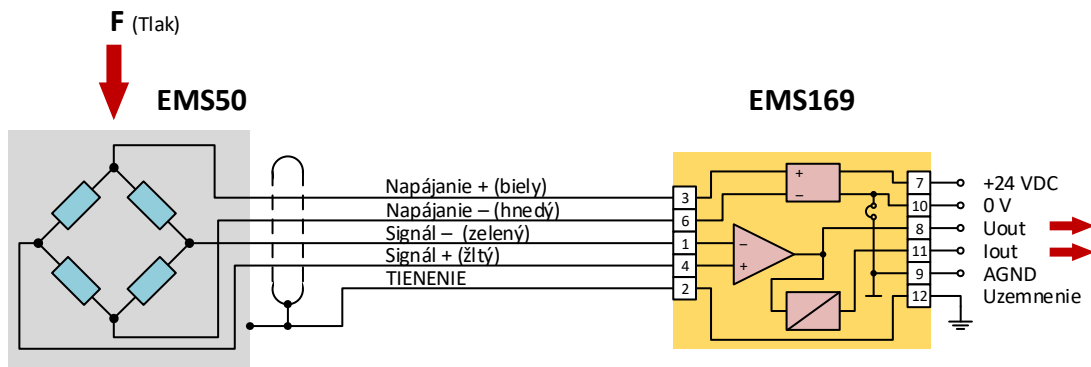 F (Tlak)
EMS50
EMS169
Napájanie + (biely)
Napájanie – (hnedý)
Signál – (zelený)
Signál + (žltý)
TIENENIE
3
6
1
4
2
+
–
–
+
7
10
8
11
9
12
+24 VDC
0 V
Uout
Iout
AGND
Uzemnenie